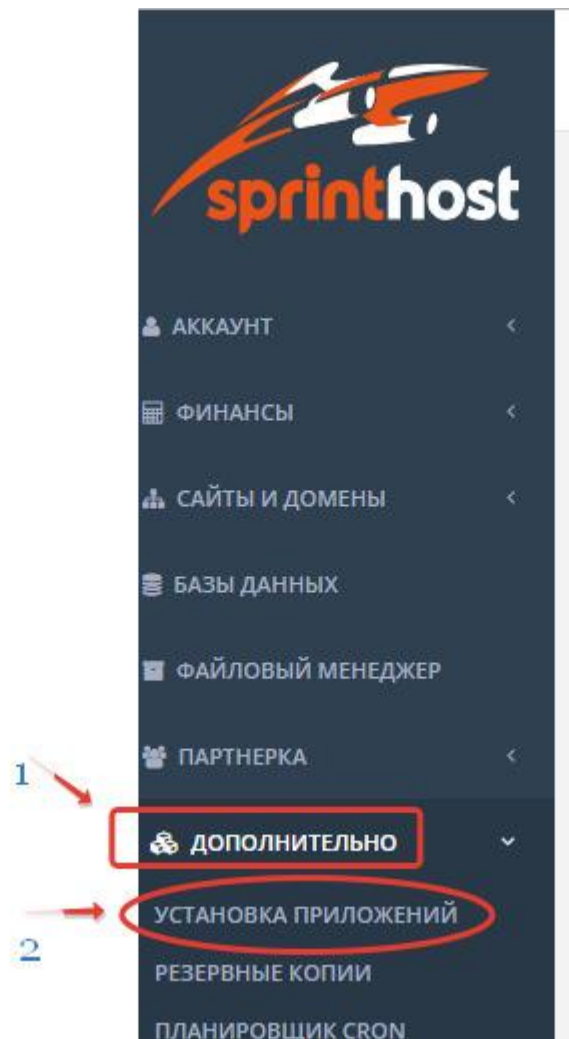 sprinthost
АККАУНТ
ФИНАНСЫ
САЙТЫ И ДОМЕНЫ
БАЗЫ ДАННЫХ
ФАЙЛОВЫЙ МЕНЕДЖЕР
ПАРТНЕРКА
1
ДОПОЛНИТЕЛЬНО
УСТАНОВКА ПРИЛОЖЕНИЙ
2
РЕЗЕРВНЫЕ КОПИИ
ПЛАНИРОВЩИК CRON